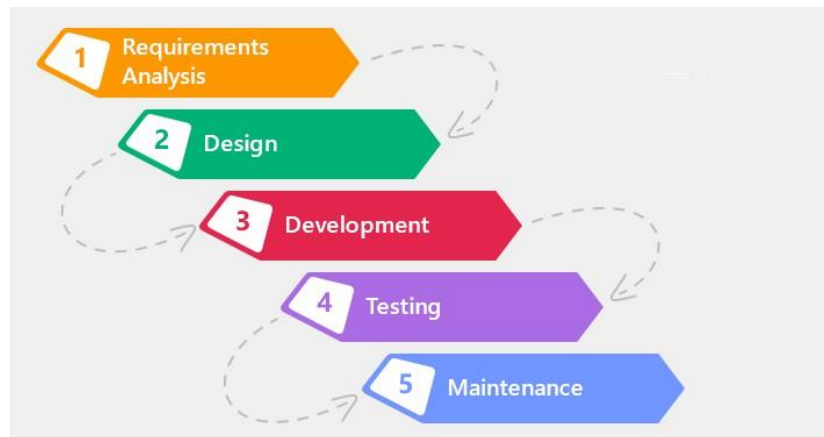 1
Requirements
Analysis
2
Design
3
Development
4
Testing
5
Maintenance